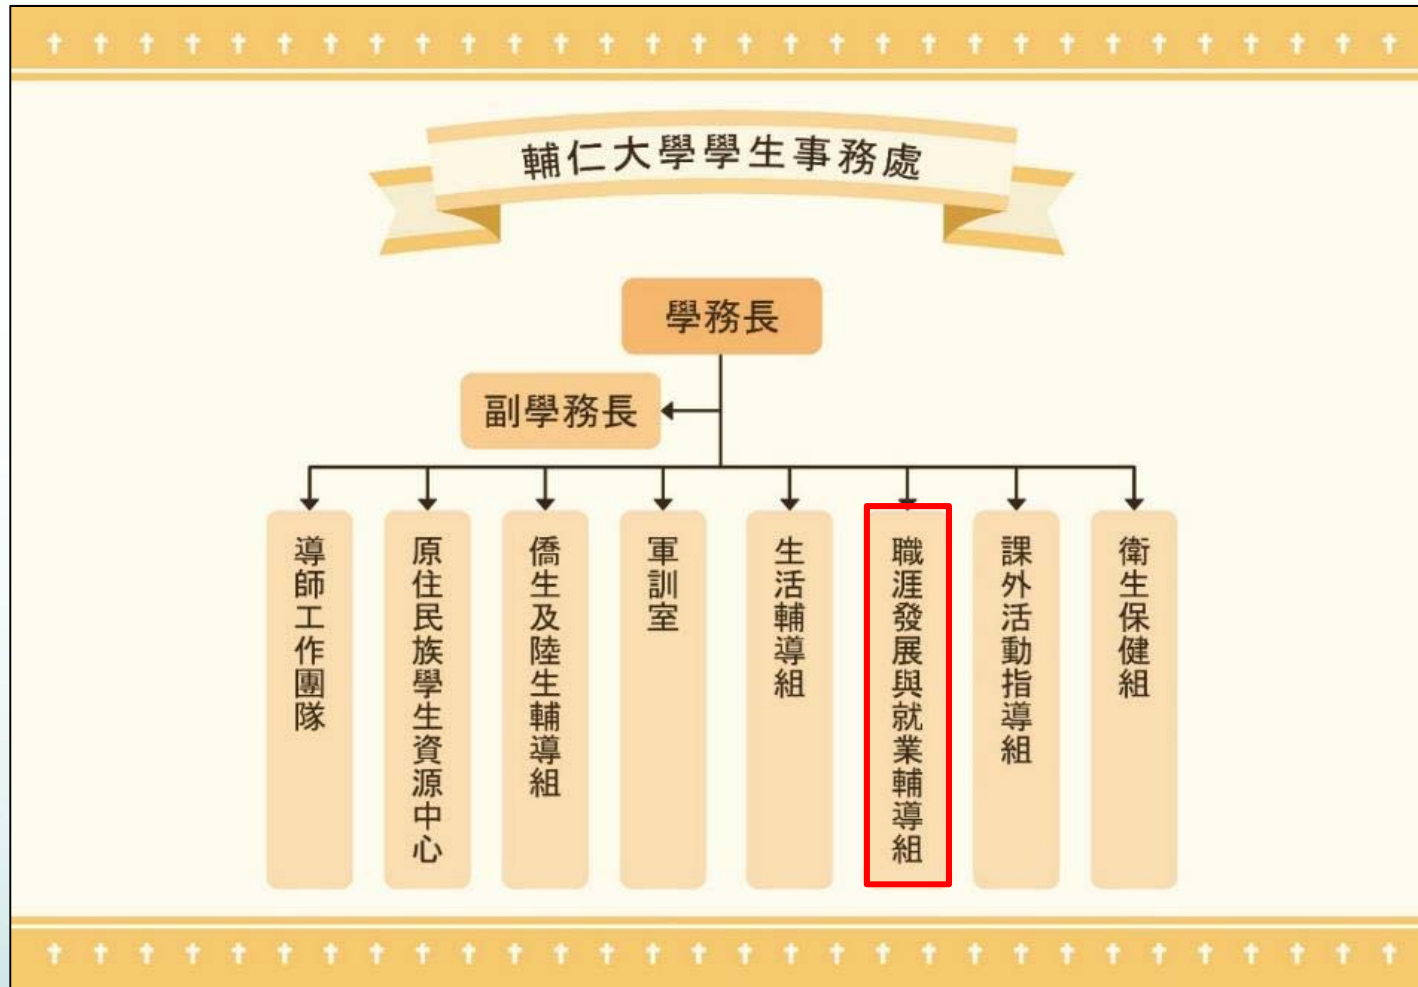 輔仁大學學生事務處
學務長
副學務長
導師工作團隊
原住民族學生資源中心
僑生及陸生輔導組
軍訓室
生活輔導組
職涯發展與就業輔導組
課外活動指導組
衛生保健組